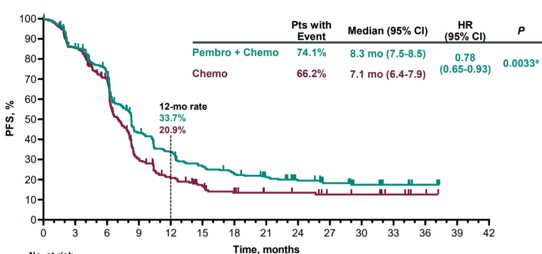 Pts with Event Median (95% CI) HR (95% CI) P
Pembro + Chemo 74.1% 8.3 mo (7.5-8.5) 0.78 (0.65-0.93) 0.0033ª
Chemo 66.2% 7.1 mo (6.4-7.9)
12-mo rate
33.7%
20.9%
PFS, %
100
90
80
70
60
50
40
30
20
10
0
0 3 6 9 12 15 18 21 24 27 30 33 36 39 42
Time, months
No. at risk